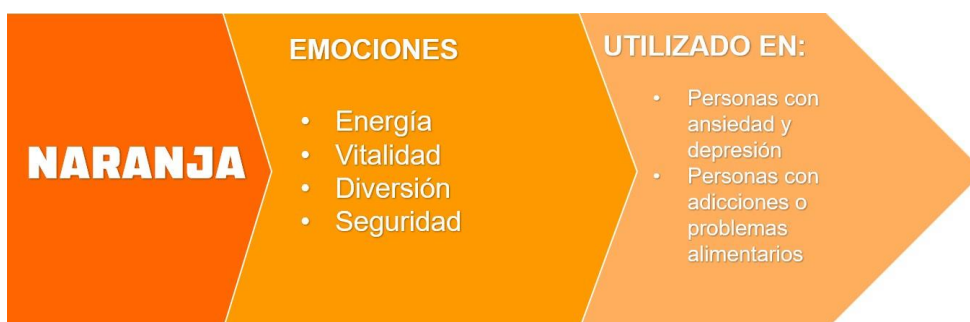 NARANJA
EMOCIONES
• Energía
• Vitalidad
• Diversión
• Seguridad
UTILIZADO EN:
• Personas con
ansiedad y
depresión
• Personas con
adicciones o
problemas
alimentarios